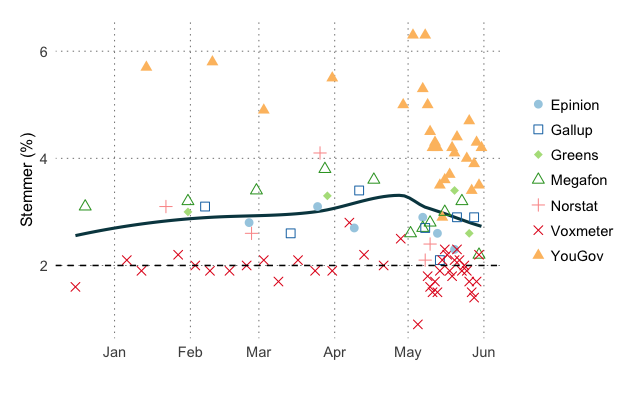 Stemmer (%)
6
4
2
Jan Feb Mar Apr May Jun
Epinion
Gallup
Greens
Megafon
Norstat
Voxmeter
YouGov